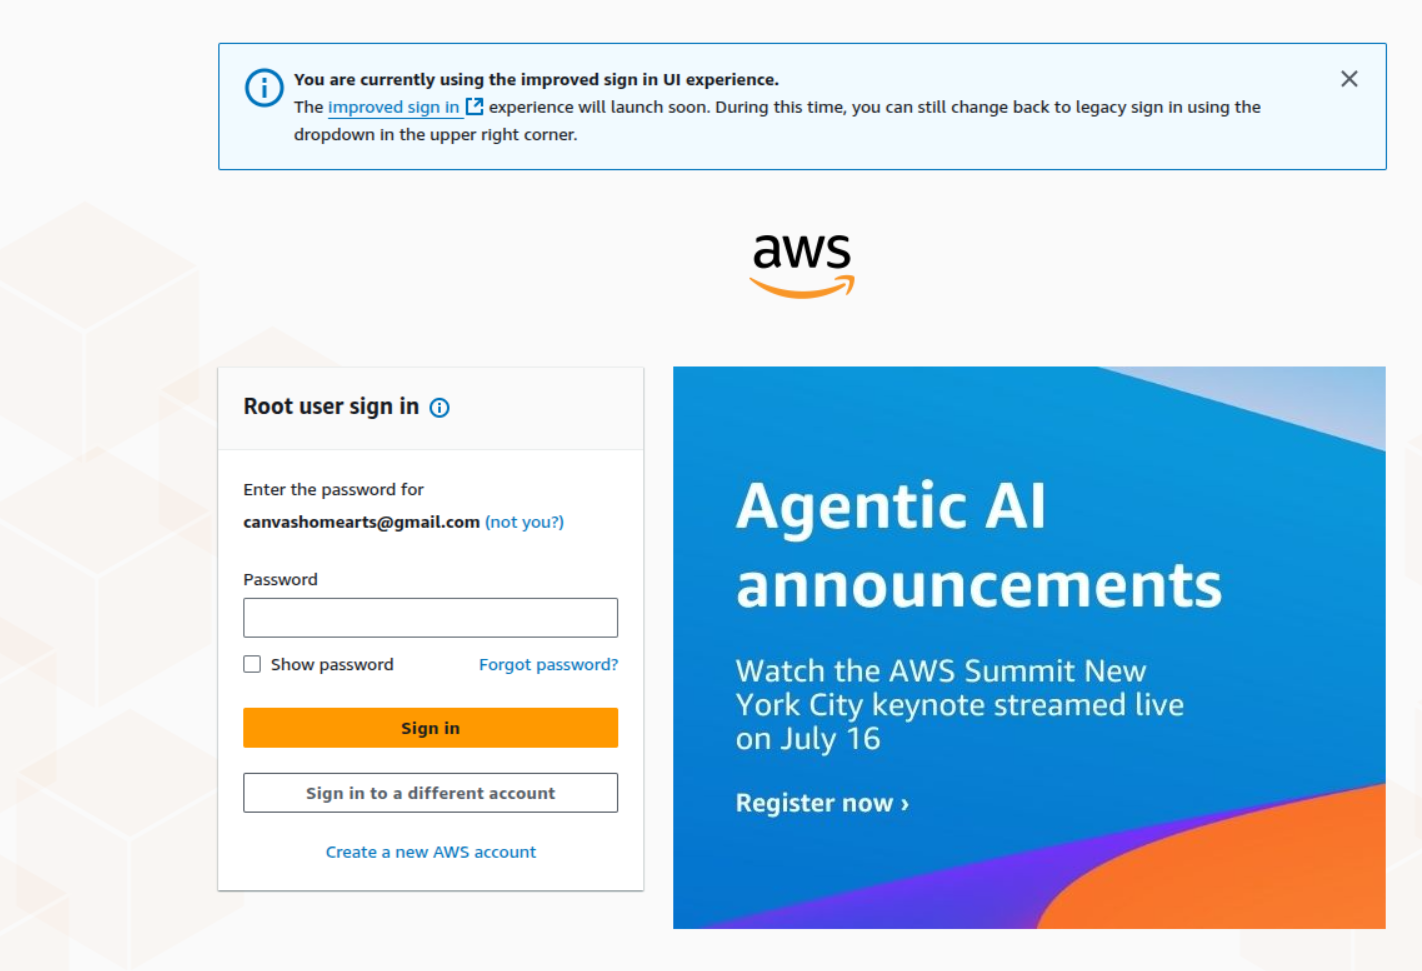 You are currently using the improved sign in UI experience.
The improved sign in experience will launch soon. During this time, you can still change back to legacy sign in using the
dropdown in the upper right corner.
aws
Root user sign in
Enter the password for
canvashomearts@gmail.com (not you?)
Password
Show password
Forgot password?
Sign in
Sign in to a different account
Create a new AWS account
Agentic AI
announcements
Watch the AWS Summit New
York City keynote streamed live
on July 16
Register now ›